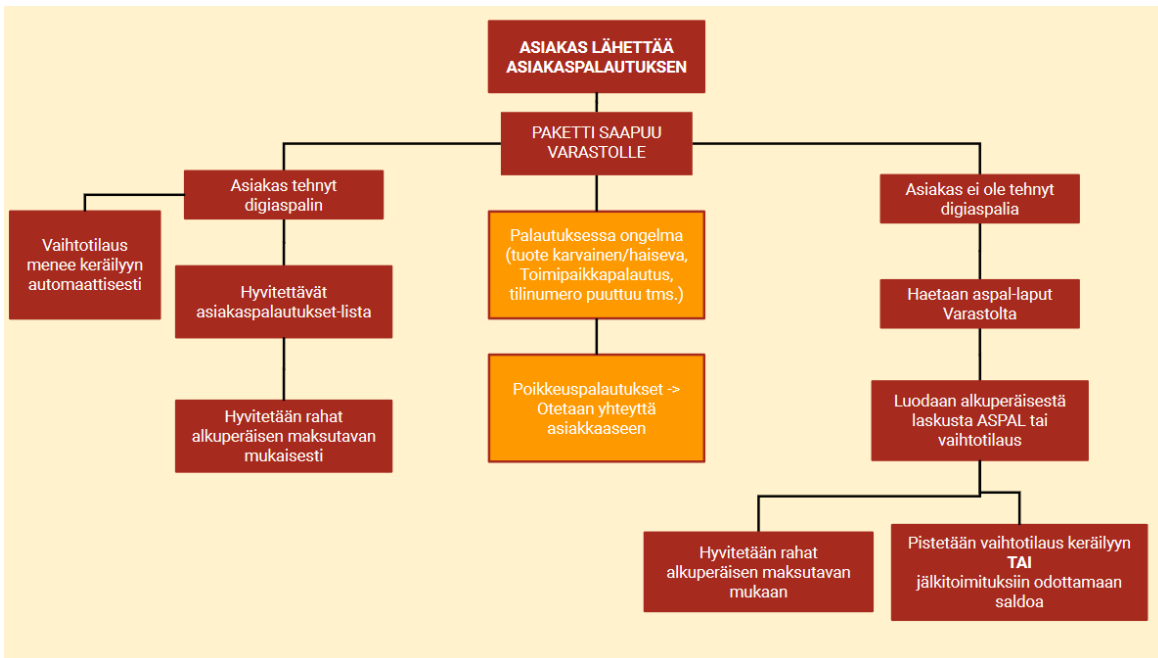 ASIAKAS LÄHETTÄÄ
ASIAKASPALAUTUKSEN
PAKETTI SAAPUU
VARASTOLLE
Asiakas tehnyt
digiaspalin
Vaihtotilaus
menee keräilyyn
automaattisesti
Hyvitettävät
asiakaspalautukset-lista
Hyvitetään rahat
alkuperäisen maksutavan
mukaisesti
Palautuksessa ongelma
(tuote karvainen/haiseva,
Toimipaikkapalautus,
tilinumero puuttuu tms.)
Poikkeuspalautukset ->
Otetaan yhteyttä
asiakkaaseen
Asiakas ei ole tehnyt
digiaspalia
Haetaan aspal-laput
Varastolta
Luodaan alkuperäisestä
laskusta ASPAL tai
vaihtotilaus
Hyvitetään rahat
alkuperäisen maksutavan
mukaan
Pistetään vaihtotilaus keräilyyn
TAI
jälkitoimituksiin odottamaan
saldoa